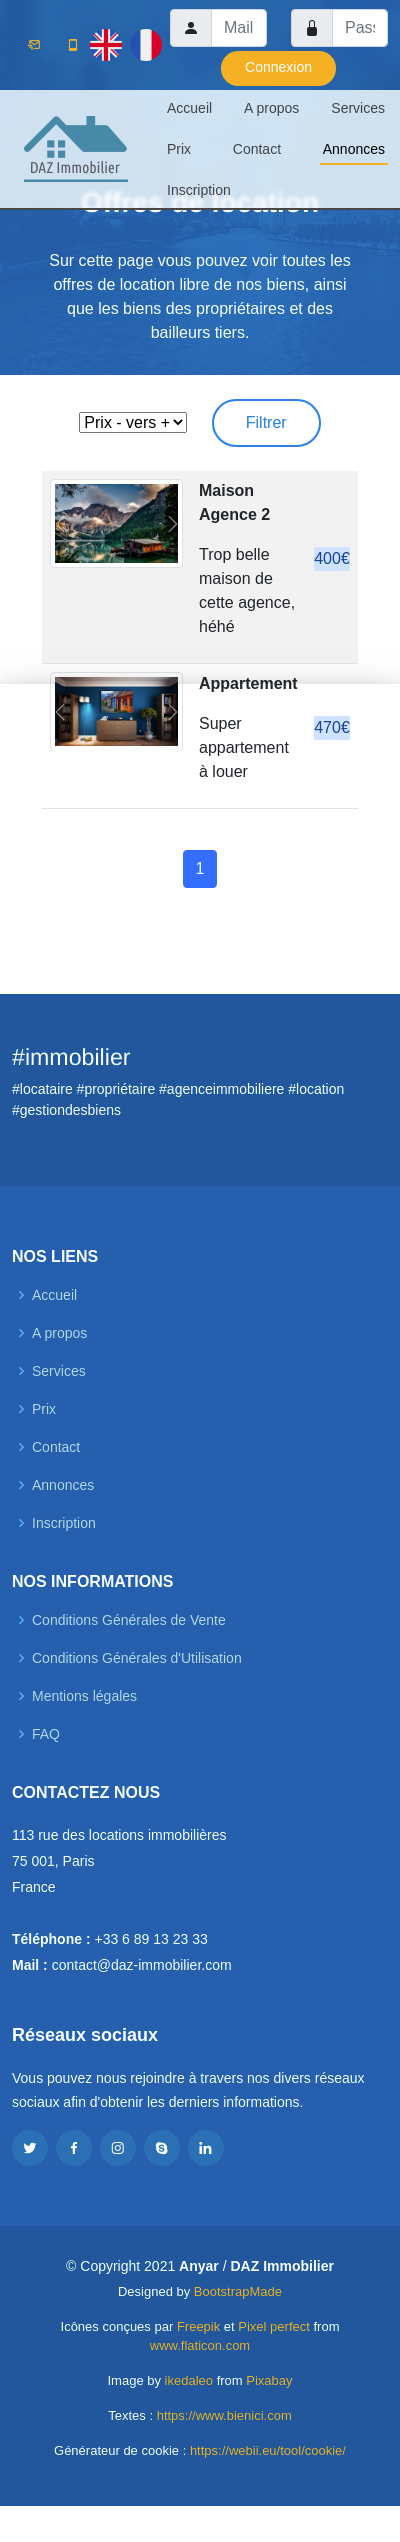 Mail
Pass
Connexion
DAZ Immobilier
Accueil A propos Services
Prix Contact Annonces
Inscription
Offres de location
Sur cette page vous pouvez voir toutes les
offres de location libre de nos biens, ainsi
que les biens des propriétaires et des
bailleurs tiers.
Prix - vers +
Filtrer
Maison
Agence 2
Trop belle
maison de
cette agence,
héhé
400€
Appartement
Super
appartement
à louer
470€
1
#immobilier
#locataire #propriétaire #agenceimmobiliere #location
#gestiondesbiens
NOS LIENS
Accueil
A propos
Services
Prix
Contact
Annonces
Inscription
NOS INFORMATIONS
Conditions Générales de Vente
Conditions Générales d'Utilisation
Mentions légales
FAQ
CONTACTEZ NOUS
113 rue des locations immobilières
75 001, Paris
France
Téléphone : +33 6 89 13 23 33
Mail : contact@daz-immobilier.com
Réseaux sociaux
Vous pouvez nous rejoindre à travers nos divers réseaux
sociaux afin d'obtenir les derniers informations.
© Copyright 2021 Anyar / DAZ Immobilier
Designed by BootstrapMade
Icônes conçues par Freepik et Pixel perfect from
www.flaticon.com
Image by ikedaleo from Pixabay
Textes : https://www.bienici.com
Générateur de cookie : https://webii.eu/tool/cookie/